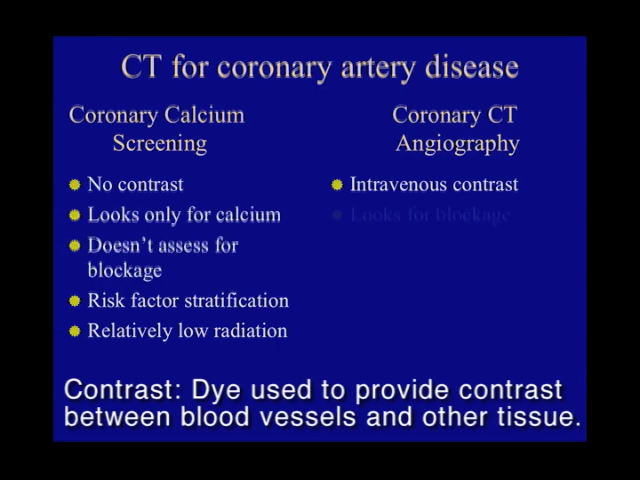 CT for coronary artery disease
Coronary Calcium
Screening
No contrast
Looks only for calcium
Doesn't assess for
blockage
Risk factor stratification
Relatively low radiation
Coronary CT
Angiography
Intravenous contrast
Looks for blockage
Contrast: Dye used to provide contrast
between blood vessels and other tissue.